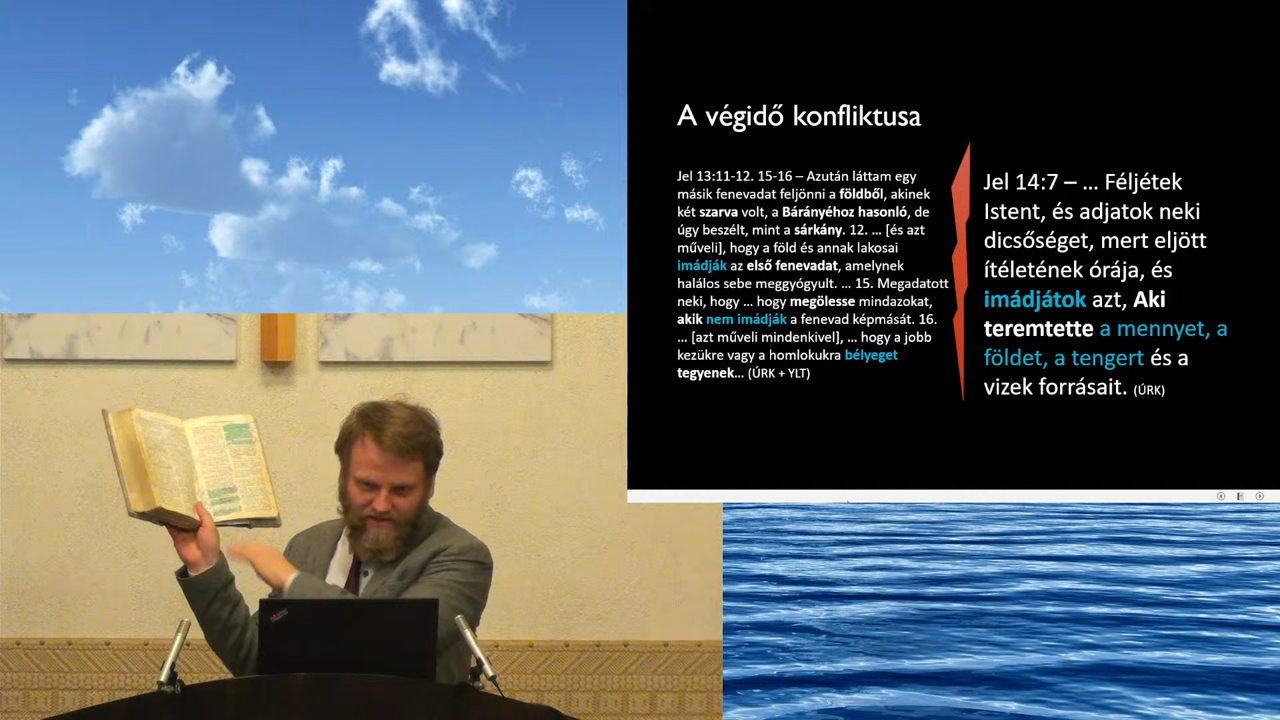 A végidő konfliktusa
Jel 13:11-12. 15-16 – Azután láttam egy
másik fenevadat feljönni a földből, akinek
két szarva volt, a Bárányéhoz hasonló, de
úgy beszélt, mint a sárkány. 12. ... [és azt
műveli], hogy a föld és annak lakosai
imádják az első fenevadat, amelynek
halálos sebe meggyógyult. ... 15. Megadatott
neki, hogy ... hogy megölesse mindazokat,
akik nem imádják a fenevad képmását. 16.
... [azt műveli mindenkivel], ... hogy a jobb
kezükre vagy a homlokukra bélyeget
tegyenek... (ÚRK + YLT)
Jel 14:7 – ... Féljétek
Istent, és adjatok neki
dicsőséget, mert eljött
ítéletének órája, és
imádjátok azt, Aki
teremtette a mennyet, a
földet, a tengert és a
vizek forrásait. (ÚRK)